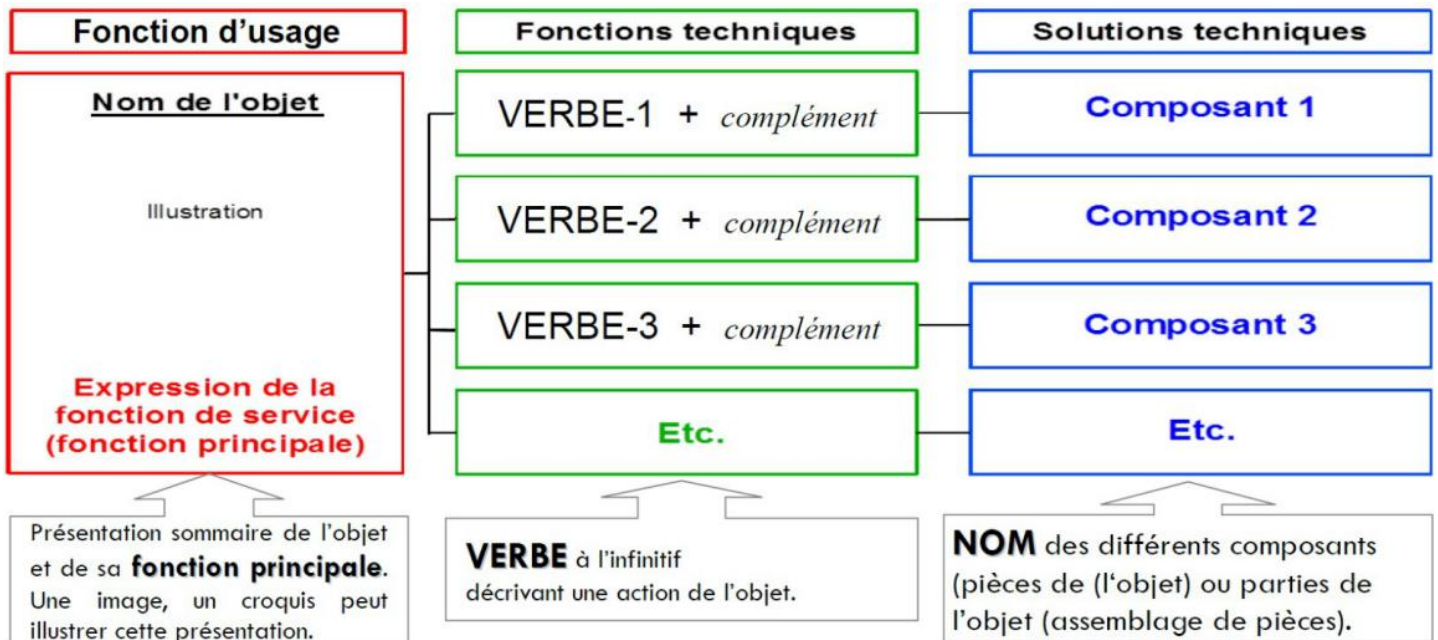 Fonction d'usage
Fonctions techniques
Solutions techniques
Nom de l'objet
Illustration
Expression de la
fonction de service
(fonction principale)
VERBE-1 + complément
Composant 1
VERBE-2 + complément
Composant 2
VERBE-3 + complément
Composant 3
Etc.
Etc.
Présentation sommaire de l'objet
et de sa fonction principale.
Une image, un croquis peut
illustrer cette présentation.
VERBE à l'infinitif
décrivant une action de l'objet.
NOM des différents composants
(pièces de (l'objet) ou parties de
l'objet (assemblage de pièces).